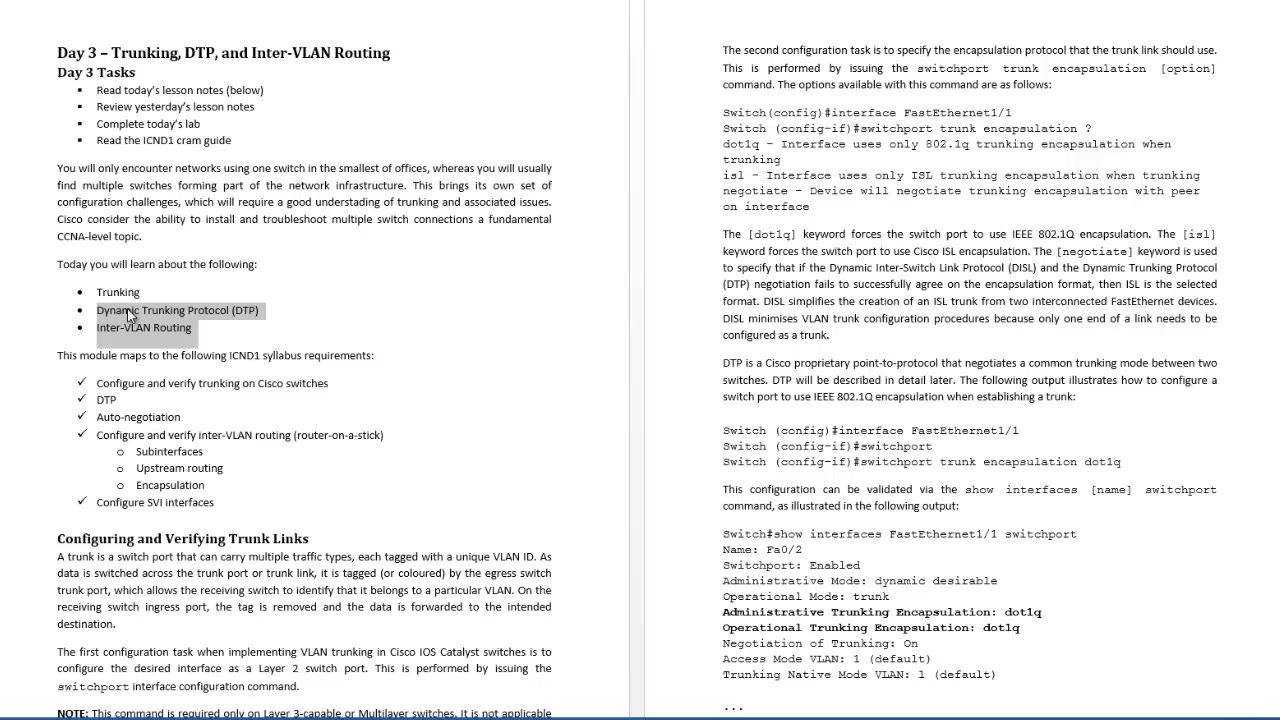 Day 3 – Trunking, DTP, and Inter-VLAN Routing
Day 3 Tasks
▪ Read today's lesson notes (below)
▪ Review yesterday's lesson notes
▪ Complete today's lab
▪ Read the ICND1 cram guide
You will only encounter networks using one switch in the smallest of offices, whereas you will usually
find multiple switches forming part of the network infrastructure. This brings its own set of
configuration challenges, which will require a good understanding of trunking and associated issues.
Cisco consider the ability to install and troubleshoot multiple switch connections a fundamental
CCNA-level topic.
Today you will learn about the following:
• Trunking
• Dynamic Trunking Protocol (DTP)
• Inter-VLAN Routing
This module maps to the following ICND1 syllabus requirements:
✓ Configure and verify trunking on Cisco switches
✓ DTP
✓ Auto-negotiation
✓ Configure and verify inter-VLAN routing (router-on-a-stick)
o Subinterfaces
o Upstream routing
o Encapsulation
✓ Configure SVI interfaces
Configuring and Verifying Trunk Links
A trunk is a switch port that can carry multiple traffic types, each tagged with a unique VLAN ID. As
data is switched across the trunk port or trunk link, it is tagged (or coloured) by the egress switch
trunk port, which allows the receiving switch to identify that it belongs to a particular VLAN. On the
receiving switch ingress port, the tag is removed and the data is forwarded to the intended
destination.
The first configuration task when implementing VLAN trunking in Cisco IOS Catalyst switches is to
configure the desired interface as a Layer 2 switch port. This is performed by issuing the
switchport interface configuration command.
NOTE: This command is required only on Layer 3-capable or Multilayer switches. It is not applicable
The second configuration task is to specify the encapsulation protocol that the trunk link should use.
This is performed by issuing the switchport trunk encapsulation [option]
command. The options available with this command are as follows:
Switch(config)#interface FastEthernet1/1
Switch (config-if)#switchport trunk encapsulation ?
dot1q – Interface uses only 802.1q trunking encapsulation when
trunking
isl – Interface uses only ISL trunking encapsulation when trunking
negotiate – Device will negotiate trunking encapsulation with peer
on interface
The [dot1q] keyword forces the switch port to use IEEE 802.1Q encapsulation. The [isl]
keyword forces the switch port to use Cisco ISL encapsulation. The [negotiate] keyword is used
to specify that if the Dynamic Inter-Switch Link Protocol (DISL) and the Dynamic Trunking Protocol
(DTP) negotiation fails to successfully agree on the encapsulation format, then ISL is the selected
format. DISL simplifies the creation of an ISL trunk from two interconnected FastEthernet devices.
DISL minimises VLAN trunk configuration procedures because only one end of a link needs to be
configured as a trunk.
DTP is a Cisco proprietary point-to-protocol that negotiates a common trunking mode between two
switches. DTP will be described in detail later. The following output illustrates how to configure a
switch port to use IEEE 802.1Q encapsulation when establishing a trunk:
Switch (config)#interface FastEthernet1/1
Switch (config-if)#switchport
Switch (config-if)#switchport trunk encapsulation dot1q
This configuration can be validated via the show interfaces [name] switchport
command, as illustrated in the following output:
Switch#show interfaces FastEthernet1/1 switchport
Name: Fa0/2
Switchport: Enabled
Administrative Mode: dynamic desirable
Operational Mode: trunk
Administrative Trunking Encapsulation: dot1q
Operational Trunking Encapsulation: dot1q
Negotiation of Trunking: On
Access Mode VLAN: 1 (default)
Trunking Native Mode VLAN: 1 (default)
...